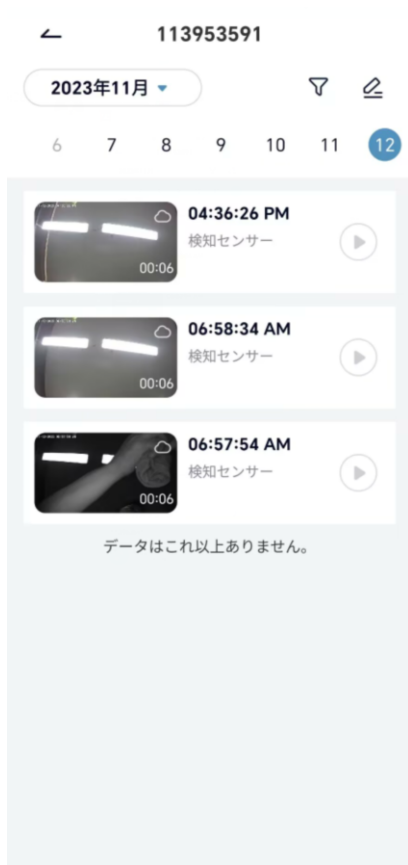 113953591
2023年11月
6 7 8 9 10 11 12
04:36:26 PM
検知センサー
00:06
06:58:34 AM
検知センサー
00:06
06:57:54 AM
検知センサー
00:06
データはこれ以上ありません。